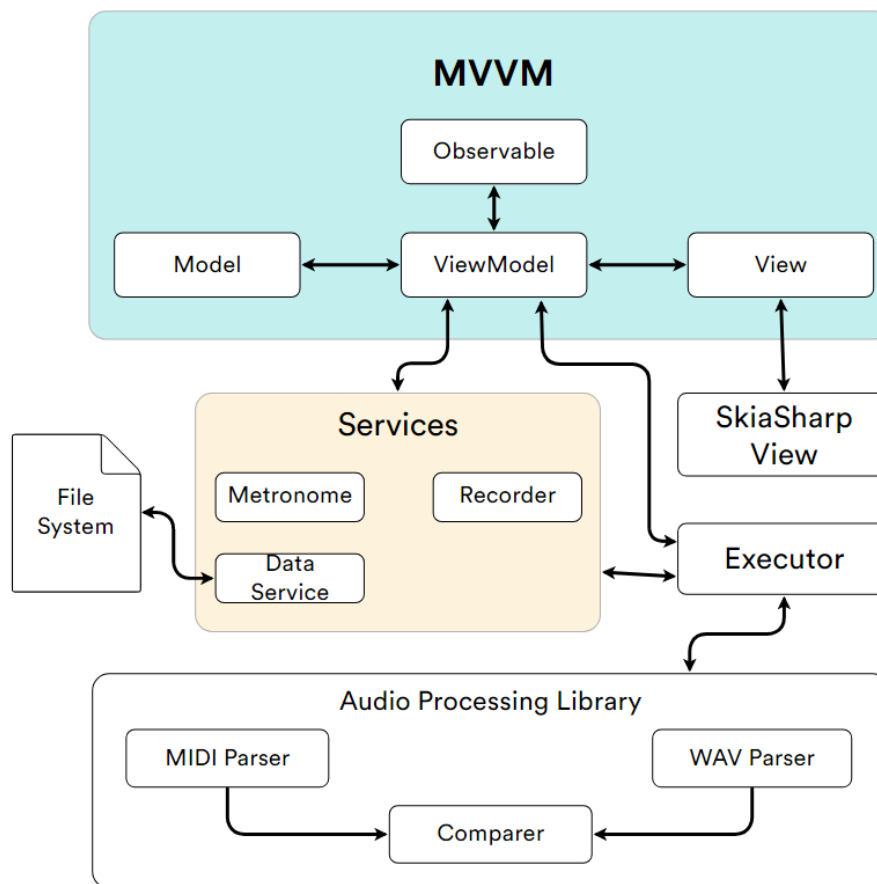 MVVM
Observable
Model
ViewModel
View
Services
SkiaSharp
View
File
System
Metronome
Recorder
Data
Service
Executor
Audio Processing Library
MIDI Parser
WAV Parser
Comparer